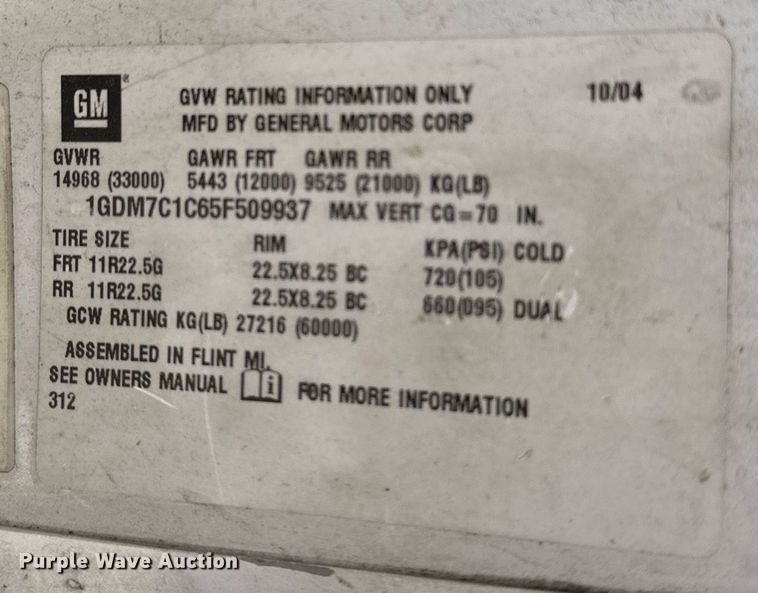 GM
GVW RATING INFORMATION ONLY 10/04
MFD BY GENERAL MOTORS CORP
GVWR GAWR FRT GAWR RR
14968 (33000) 5443 (12000) 9525 (21000) KG(LB)
1GDM7C1C65F509937 MAX VERT CG=70 IN.
TIRE SIZE RIM KPA(PSI) COLD
FRT 11R22.5G 22.5X8.25 BC 720(105)
RR 11R22.5G 22.5X8.25 BC 660(095) DUAL
GCW RATING KG(LB) 27216 (60000)
ASSEMBLED IN FLINT MI.
SEE OWNERS MANUAL i FOR MORE INFORMATION
312
Purple Wave Auction